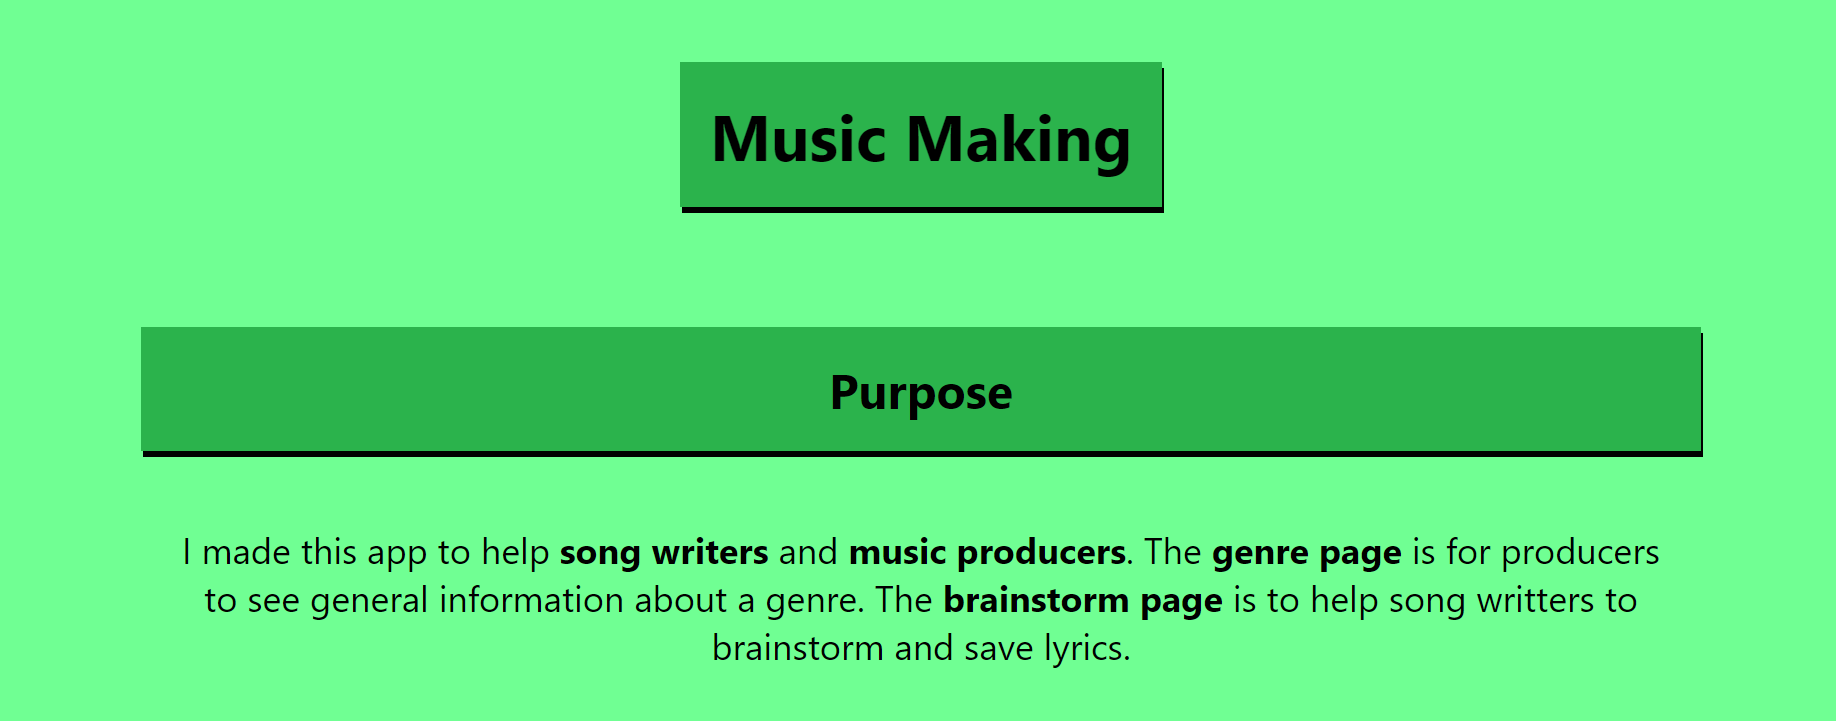 Music Making
Purpose
I made this app to help song writers and music producers. The genre page is for producers
to see general information about a genre. The brainstorm page is to help song writters to
brainstorm and save lyrics.